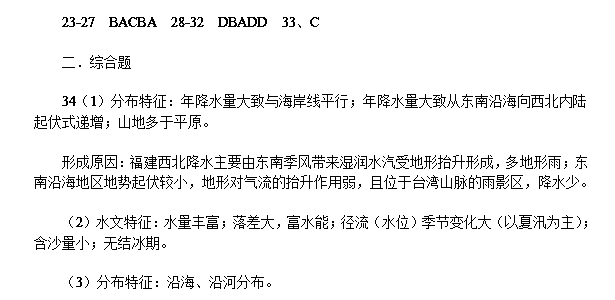 23-27 BACBA 28-32 DBADD 33、C
二．综合题
34（1）分布特征：年降水量大致与海岸线平行；年降水量大致从东南沿海向西北内陆
起伏式递增；山地多于平原。
形成原因：福建西北降水主要由东南季风带来湿润水汽受地形抬升形成，多地形雨；东
南沿海地区地势起伏较小，地形对气流的抬升作用弱，且位于台湾山脉的雨影区，降水少。
（2）水文特征：水量丰富；落差大，富水能；径流（水位）季节变化大（以夏汛为主）；
含沙量小；无结冰期。
（3）分布特征：沿海、沿河分布。